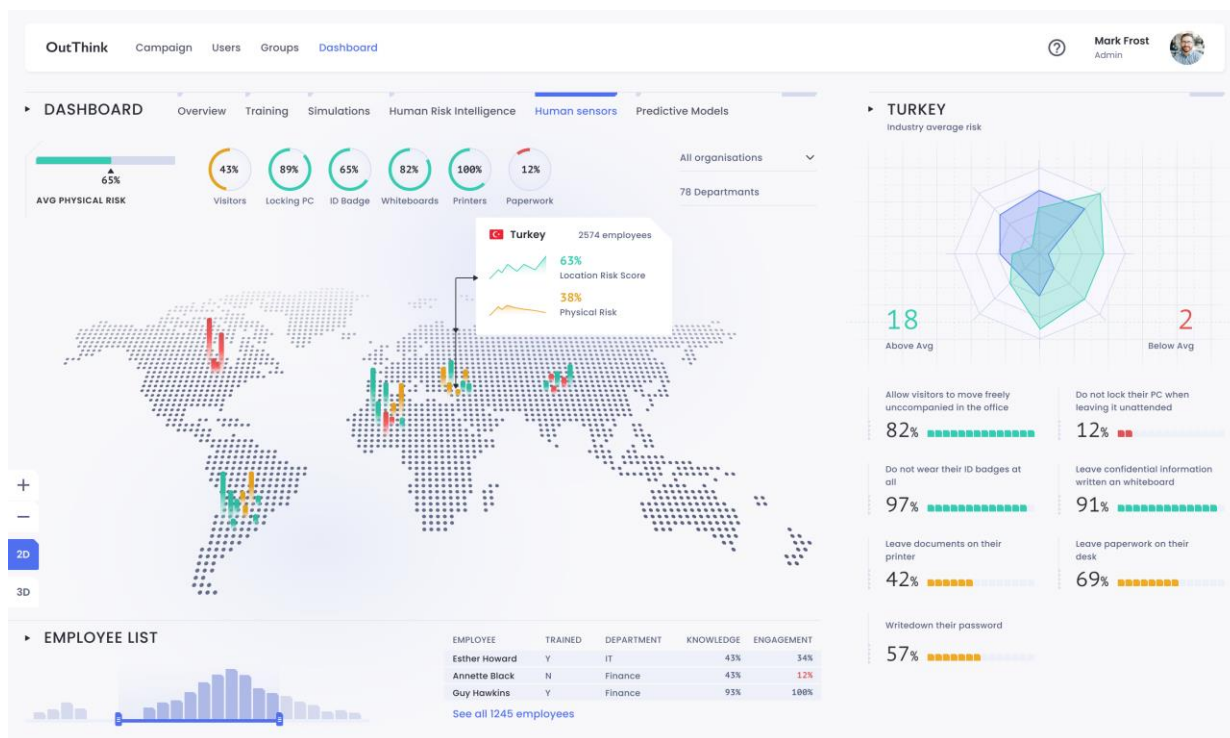 OutThink
Campaign Users Groups Dashboard
Mark Frost
Admin
DASHBOARD
Overview Training Simulations Human Risk Intelligence Human sensors Predictive Models
65%
AVG PHYSICAL RISK
43% 89% 65% 82% 100% 12%
Visitors Locking PC ID Badge Whiteboards Printers Paperwork
All organisations
78 Departmants
Turkey 2574 employees
63%
Location Risk Score
38%
Physical Risk
+
−
2D
3D
TURKEY
Industry average risk
18
Above Avg
2
Below Avg
Allow visitors to move freely
unccompanied in the office
82%
Do not lock their PC when
leaving it unattended
12%
Do not wear their ID badges at
all
97%
Leave confidential information
written an whiteboard
91%
Leave documents on their
printer
42%
Leave paperwork on their
desk
69%
Writedown their password
57%
EMPLOYEE LIST
EMPLOYEE TRAINED DEPARTMENT KNOWLEDGE ENGAGEMENT
Esther Howard Y IT 43% 34%
Annette Black N Finance 43% 12%
Guy Hawkins Y Finance 93% 100%
See all 1245 employees